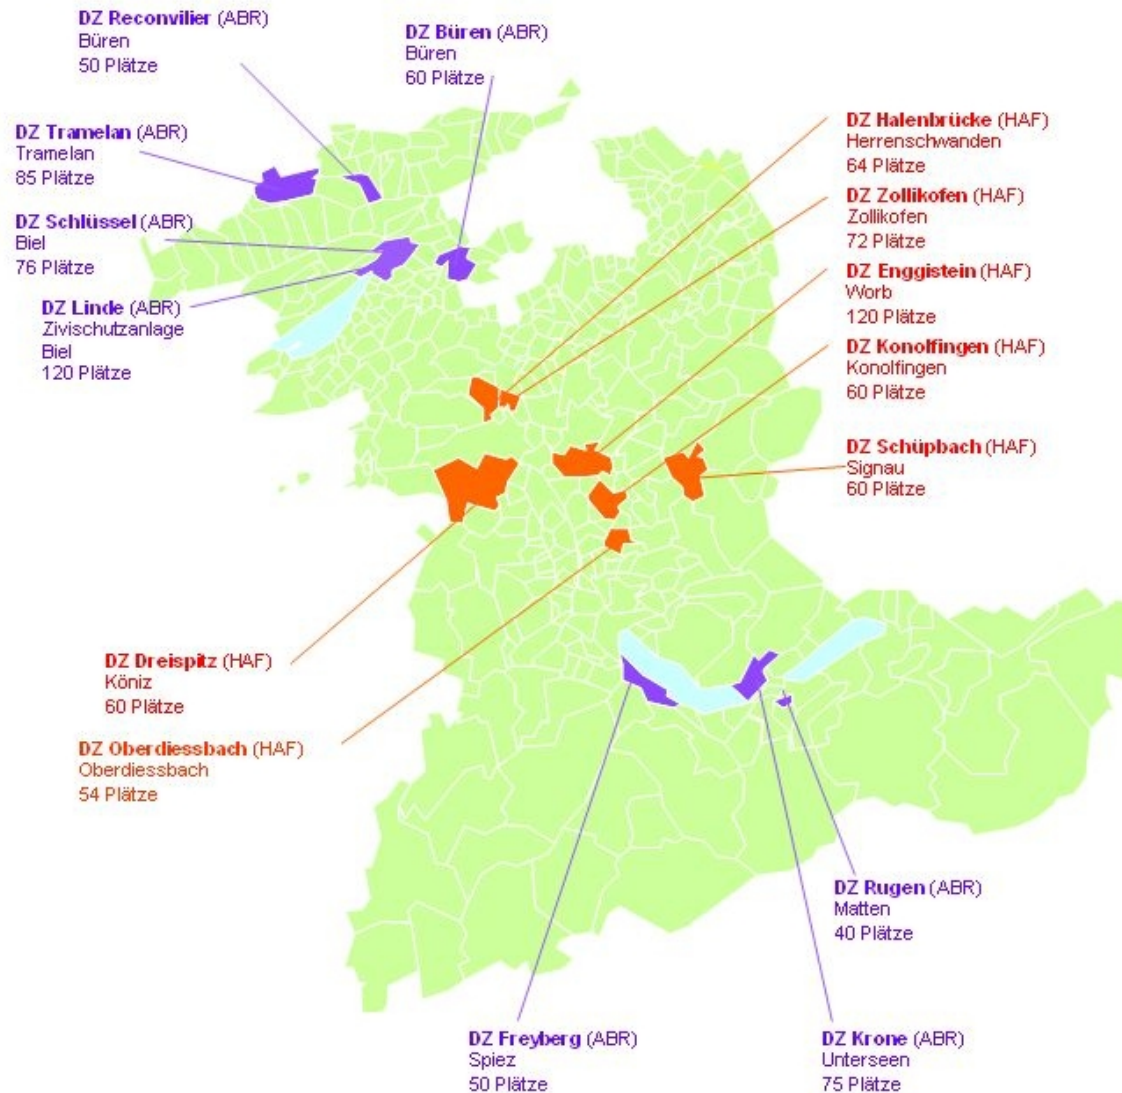 DZ Reconvilier (ABR)
Büren
50 Plätze
DZ Büren (ABR)
Büren
60 Plätze
DZ Tramelan (ABR)
Tramelan
85 Plätze
DZ Schlüssel (ABR)
Biel
76 Plätze
DZ Linde (ABR)
Zivischutzanlage
Biel
120 Plätze
DZ Halenbrücke (HAF)
Herrenschwanden
64 Plätze
DZ Zollikofen (HAF)
Zollikofen
72 Plätze
DZ Enggistein (HAF)
Worb
120 Plätze
DZ Konolfingen (HAF)
Konolfingen
60 Plätze
DZ Schüpbach (HAF)
Signau
60 Plätze
DZ Dreispitz (HAF)
Köniz
60 Plätze
DZ Oberdiessbach (HAF)
Oberdiessbach
54 Plätze
DZ Rugen (ABR)
Matten
40 Plätze
DZ Freyberg (ABR)
Spiez
50 Plätze
DZ Krone (ABR)
Unterseen
75 Plätze